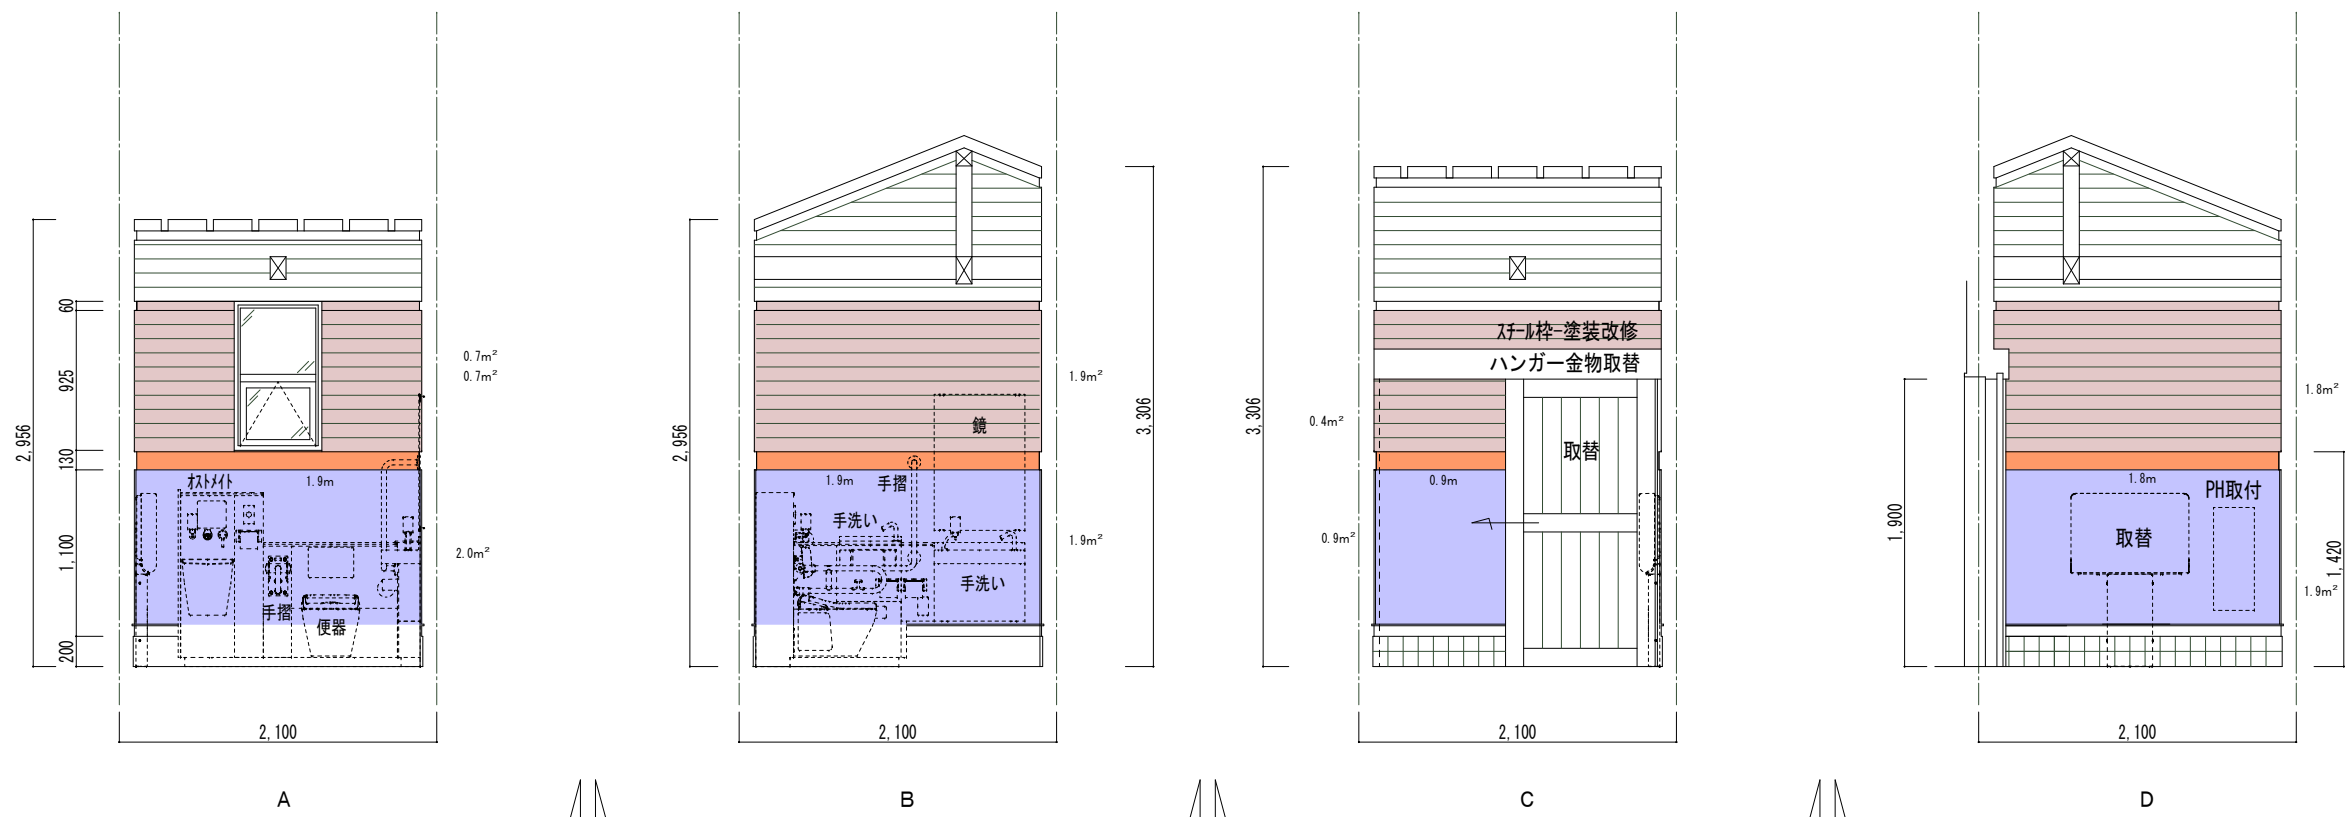 2,956
60
925
130
1,100
200
0.7m²
0.7m²
2.0m²
オストメイト
1.9m
手摺
便器
2,100
A
2,956
3,306
1.9m²
1.9m²
鏡
1.9m
手摺
手洗い
手洗い
2,100
B
3,306
0.4m²
0.9m²
スチール枠-塗装改修
ハンガー金物取替
取替
0.9m
2,100
C
1,900
1,420
1.8m²
1.9m²
1.8m
PH取付
取替
2,100
D